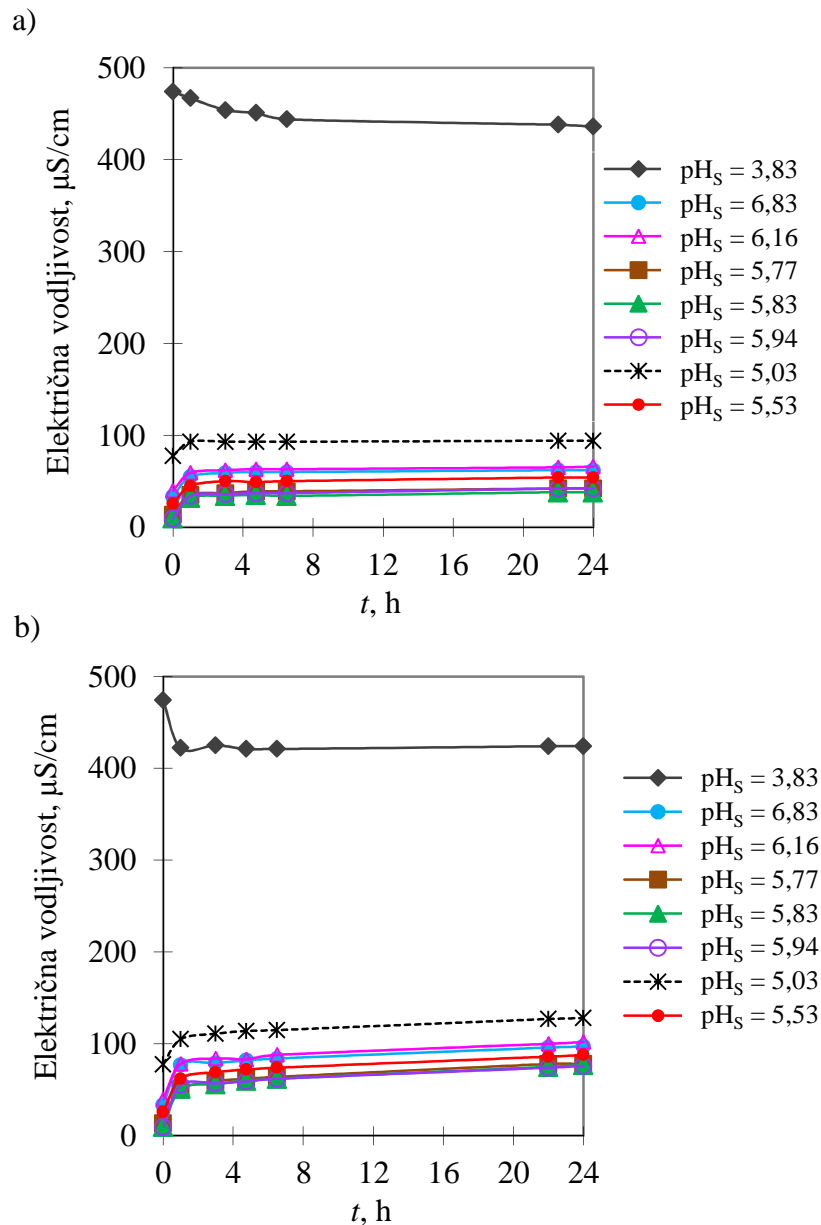 a)
500
400
300
200
100
0
Električna vodljivost, µS/cm
0 4 8 12 16 20 24
t, h
pHS = 3,83
pHS = 6,83
pHS = 6,16
pHS = 5,77
pHS = 5,83
pHS = 5,94
pHS = 5,03
pHS = 5,53
b)
500
400
300
200
100
0
Električna vodljivost, µS/cm
0 4 8 12 16 20 24
t, h
pHS = 3,83
pHS = 6,83
pHS = 6,16
pHS = 5,77
pHS = 5,83
pHS = 5,94
pHS = 5,03
pHS = 5,53